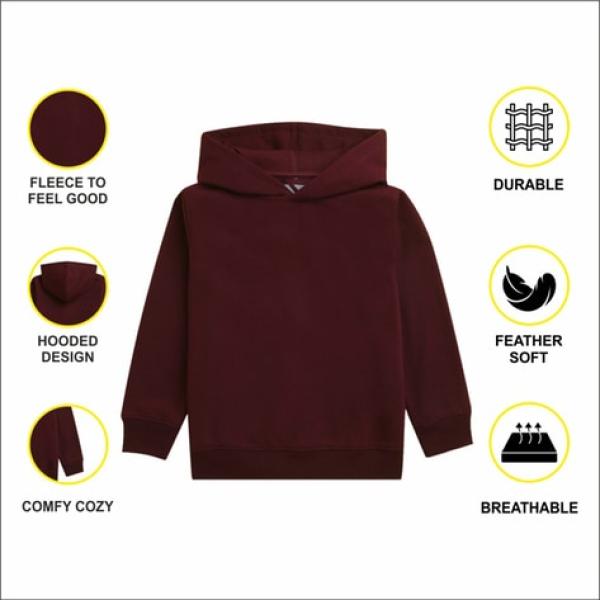 FLEECE TO
FEEL GOOD
HOODED
DESIGN
COMFY COZY
DURABLE
FEATHER
SOFT
BREATHABLE